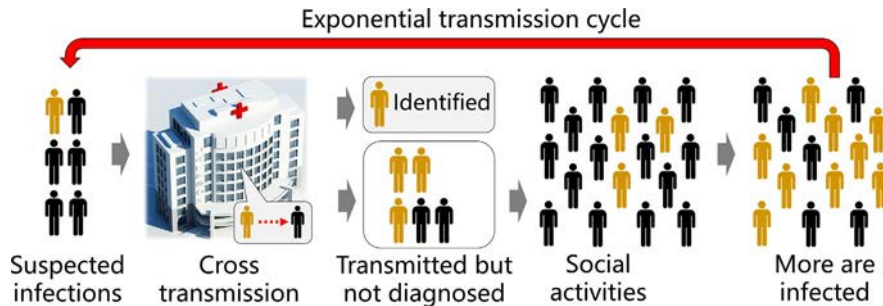 Exponential transmission cycle
Identified
Suspected
infections
Cross
transmission
Transmitted but
not diagnosed
Social
activities
More are
infected